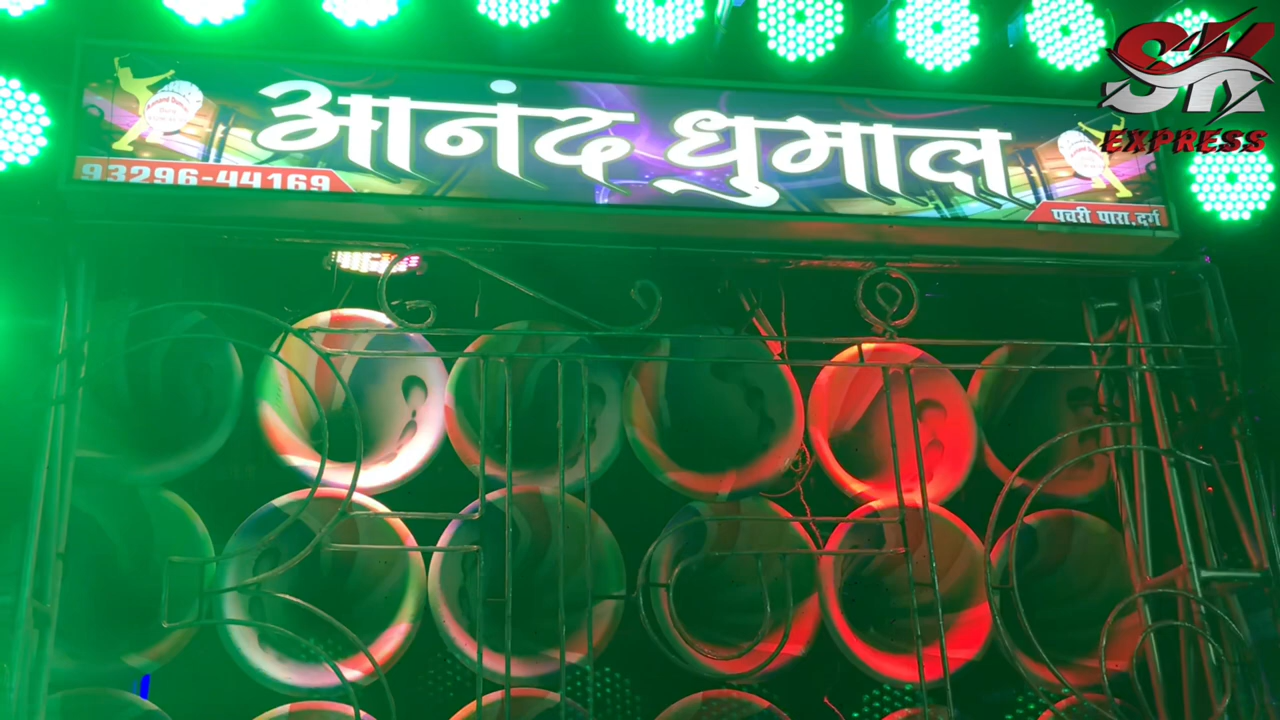 SK
EXPRESS
आनंद धुमाल
93296-44169
पचरी पारा, दुर्ग